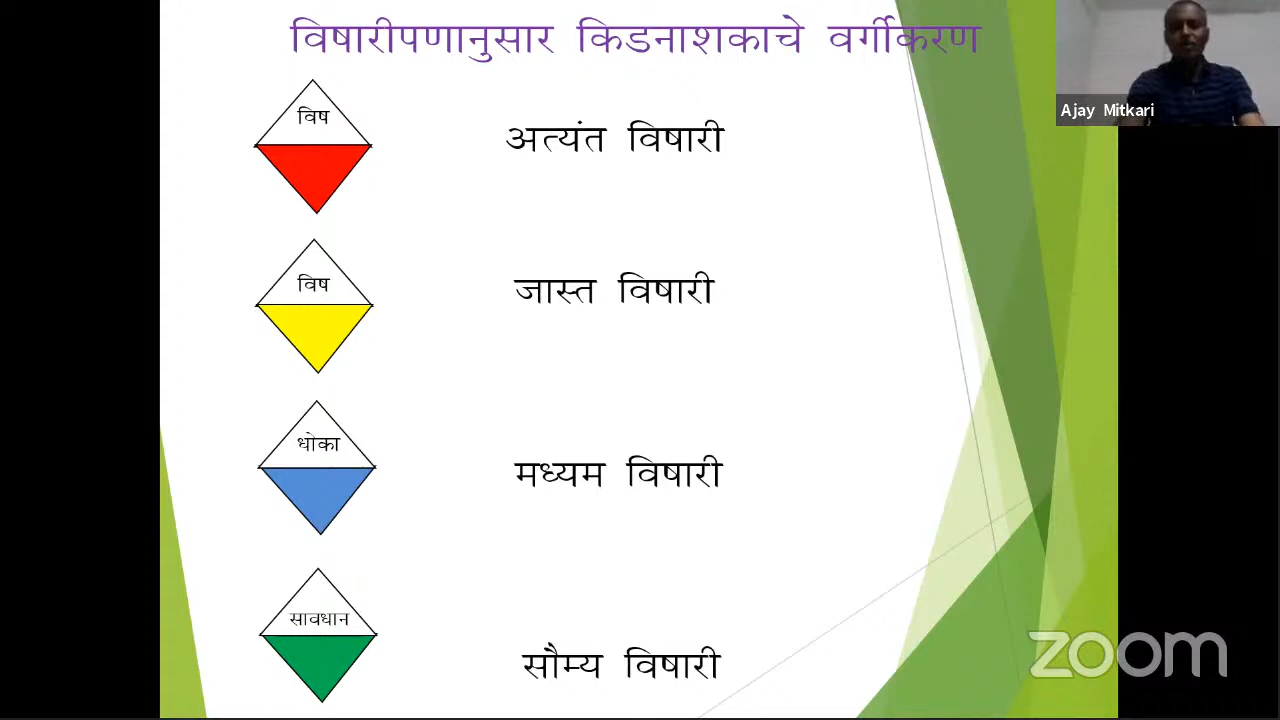 विषारीपणानुसार किडनाशकाचे वर्गीकरण
Ajay Mitkari
विष
अत्यंत विषारी
विष
जास्त विषारी
धोका
मध्यम विषारी
सावधान
सौम्य विषारी
zoom